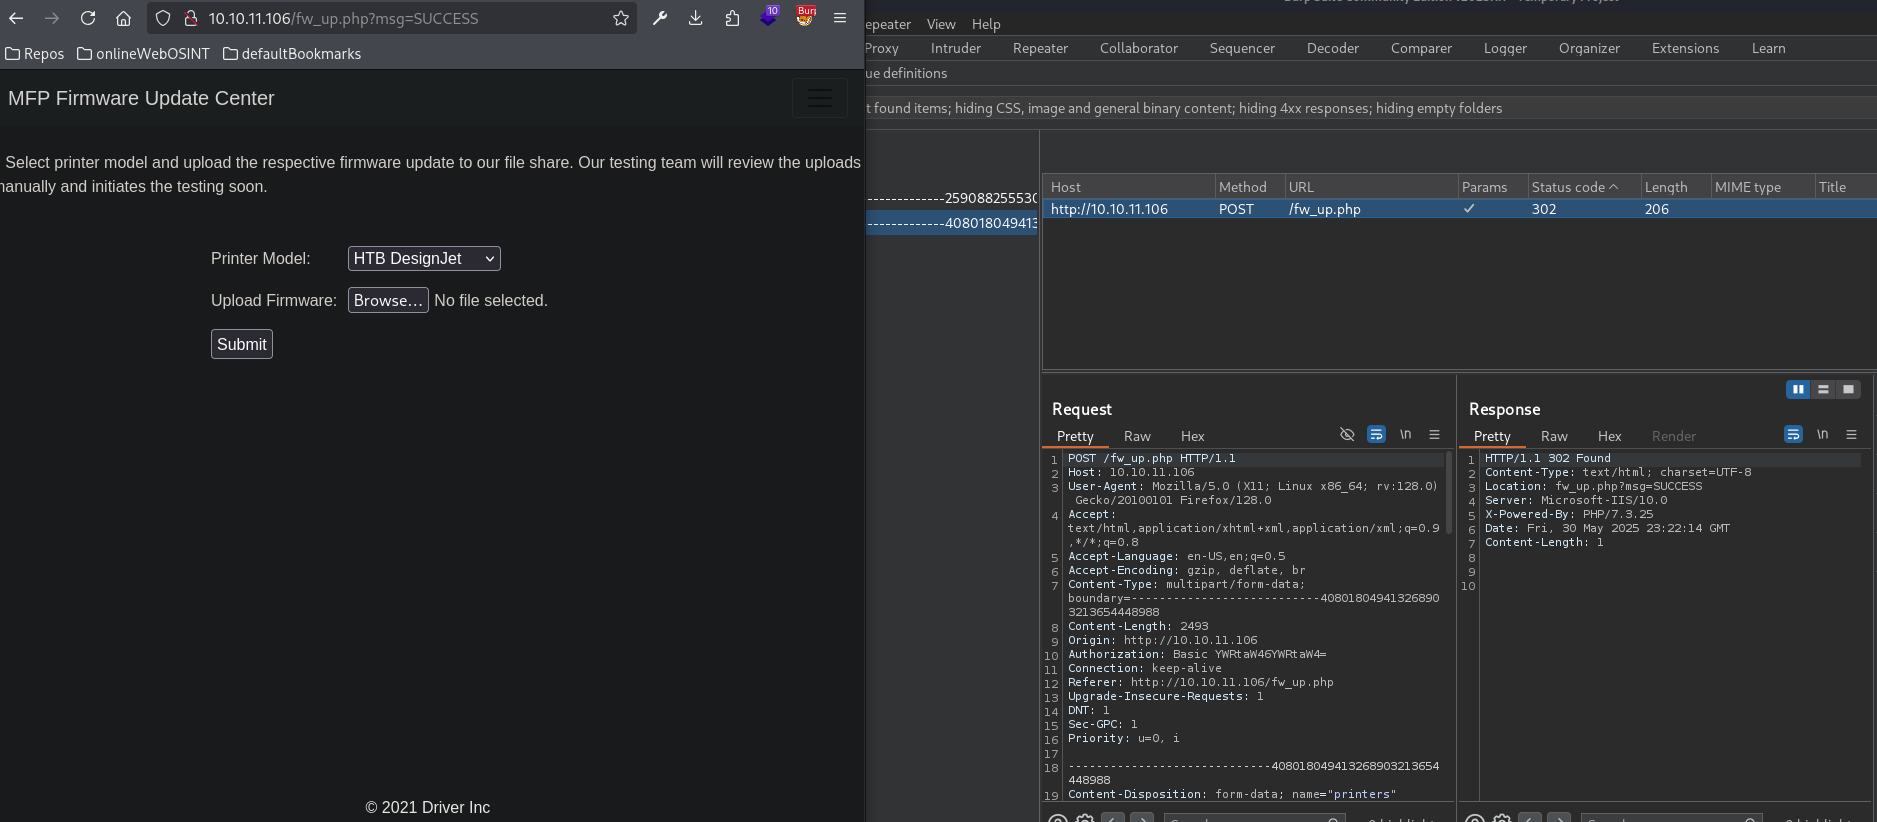 10.10.11.106/fw_up.php?msg=SUCCESS
10
Repos onlineWebOSINT defaultBookmarks
MFP Firmware Update Center
Select printer model and upload the respective firmware update to our file share. Our testing team will review the uploads
manually and initiates the testing soon.
Printer Model: HTB DesignJet
Upload Firmware: Browse... No file selected.
Submit
© 2021 Driver Inc
epeater View Help
Proxy Intruder Repeater Collaborator Sequencer Decoder Comparer Logger Organizer Extensions Learn
ue definitions
t found items; hiding CSS, image and general binary content; hiding 4xx responses; hiding empty folders
-------------25908825553
-------------40801804941
Host Method URL Params Status code Length MIME type Title
http://10.10.11.106 POST /fw_up.php ✓ 302 206
Request
Pretty Raw Hex
\n
1 POST /fw_up.php HTTP/1.1
2 Host: 10.10.11.106
3 User-Agent: Mozilla/5.0 (X11; Linux x86_64; rv:128.0)
Gecko/20100101 Firefox/128.0
4 Accept:
text/html,application/xhtml+xml,application/xml;q=0.9
,*/*;q=0.8
5 Accept-Language: en-US,en;q=0.5
6 Accept-Encoding: gzip, deflate, br
7 Content-Type: multipart/form-data;
boundary=---------------------------40801804941326890
3213654448988
8 Content-Length: 2493
9 Origin: http://10.10.11.106
10 Authorization: Basic YWRtaW46YWRtaW4=
11 Connection: keep-alive
12 Referer: http://10.10.11.106/fw_up.php
13 Upgrade-Insecure-Requests: 1
14 DNT: 1
15 Sec-GPC: 1
16 Priority: u=0, i
17
18 -----------------------------408018049413268903213654
448988
19 Content-Disposition: form-data; name="printers"
Response
Pretty Raw Hex Render
\n
1 HTTP/1.1 302 Found
2 Content-Type: text/html; charset=UTF-8
3 Location: fw_up.php?msg=SUCCESS
4 Server: Microsoft-IIS/10.0
5 X-Powered-By: PHP/7.3.25
6 Date: Fri, 30 May 2025 23:22:14 GMT
7 Content-Length: 1
8
9
10